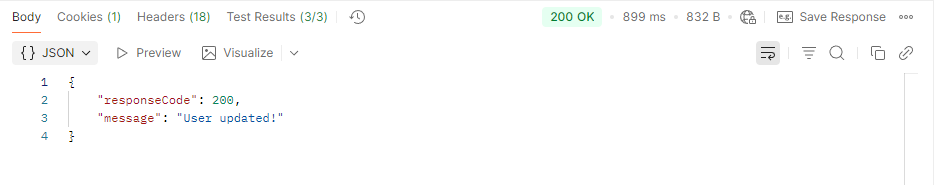 Body Cookies (1) Headers (18) Test Results (3/3) 200 OK • 899 ms • 832 B e.g. Save Response
{} JSON Preview Visualize
1 {
2 "responseCode": 200,
3 "message": "User updated!"
4 }